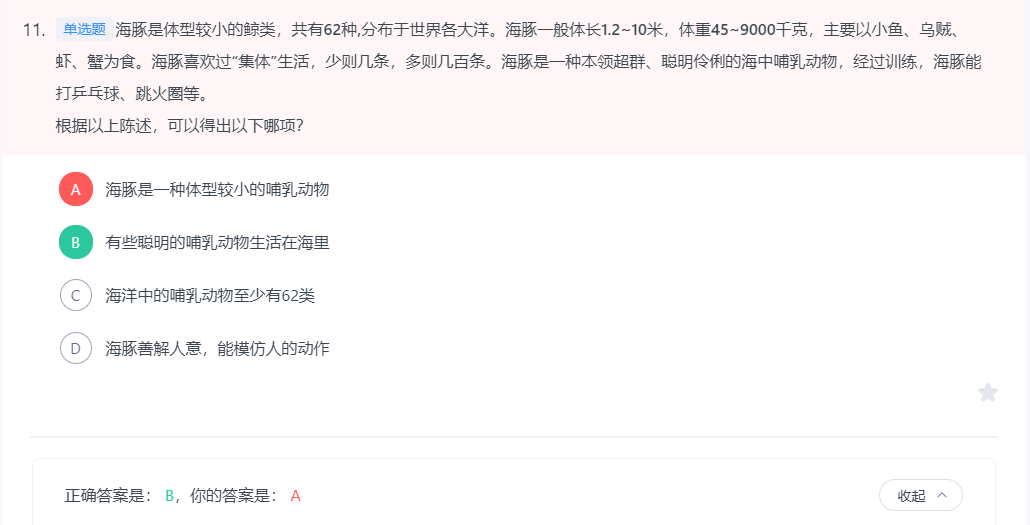 11. 单选题 海豚是体型较小的鲸类，共有62种,分布于世界各大洋。海豚一般体长1.2~10米，体重45~9000千克，主要以小鱼、乌贼、
虾、蟹为食。海豚喜欢过“集体”生活，少则几条，多则几百条。海豚是一种本领超群、聪明伶俐的海中哺乳动物，经过训练，海豚能
打乒乓球、跳火圈等。
根据以上陈述，可以得出以下哪项？
A 海豚是一种体型较小的哺乳动物
B 有些聪明的哺乳动物生活在海里
C 海洋中的哺乳动物至少有62类
D 海豚善解人意，能模仿人的动作
正确答案是： B，你的答案是： A 收起